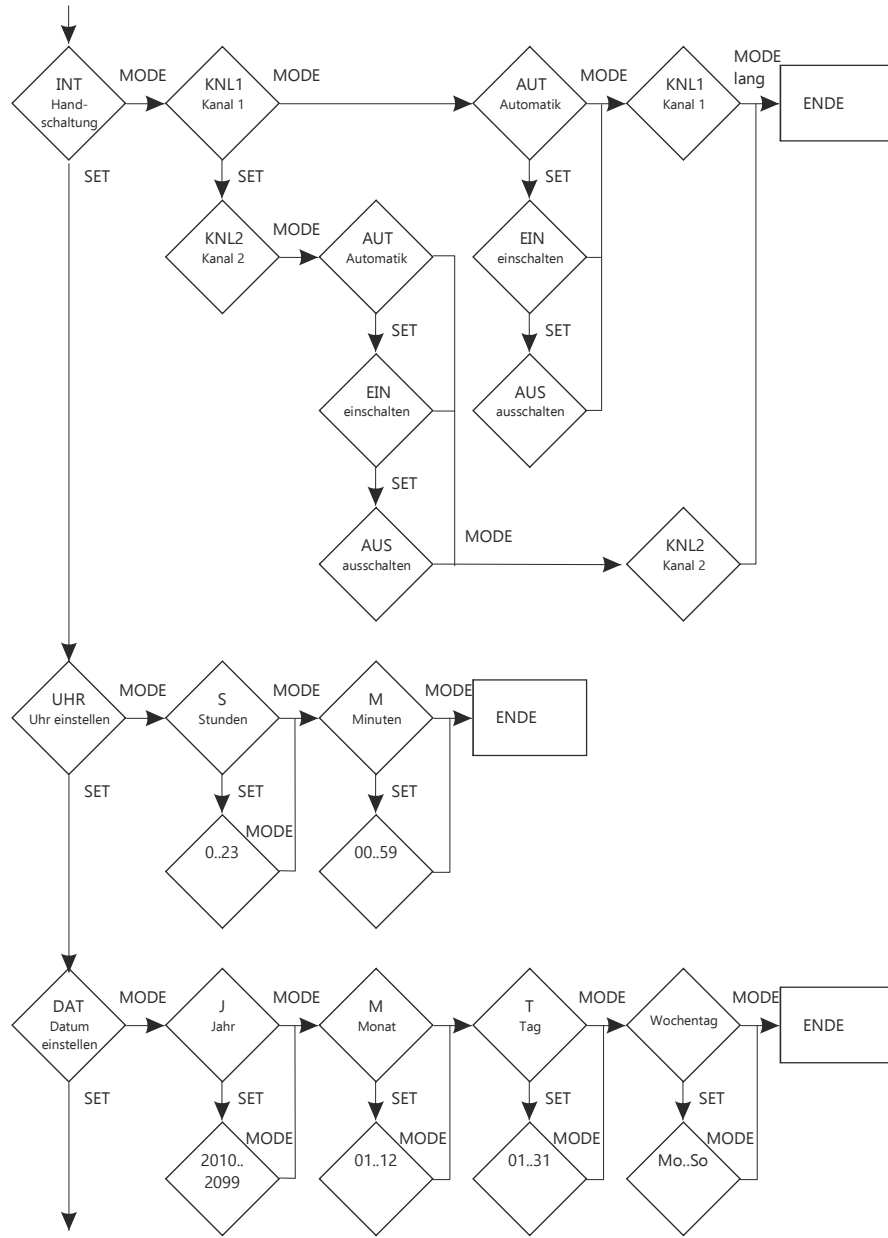 INT
Hand-
schaltung
MODE
KNL1
Kanal 1
MODE
AUT
Automatik
MODE
KNL1
Kanal 1
MODE
lang
ENDE
SET
SET
SET
KNL2
Kanal 2
MODE
AUT
Automatik
EIN
einschalten
SET
SET
EIN
einschalten
AUS
ausschalten
SET
AUS
ausschalten
MODE
KNL2
Kanal 2
UHR
Uhr einstellen
MODE
S
Stunden
MODE
M
Minuten
MODE
ENDE
SET
SET
SET
MODE
0..23
00..59
DAT
Datum
einstellen
MODE
J
Jahr
MODE
M
Monat
MODE
T
Tag
MODE
Wochentag
MODE
ENDE
SET
SET
SET
SET
SET
MODE
MODE
MODE
MODE
2010..
2099
01..12
01..31
Mo..So